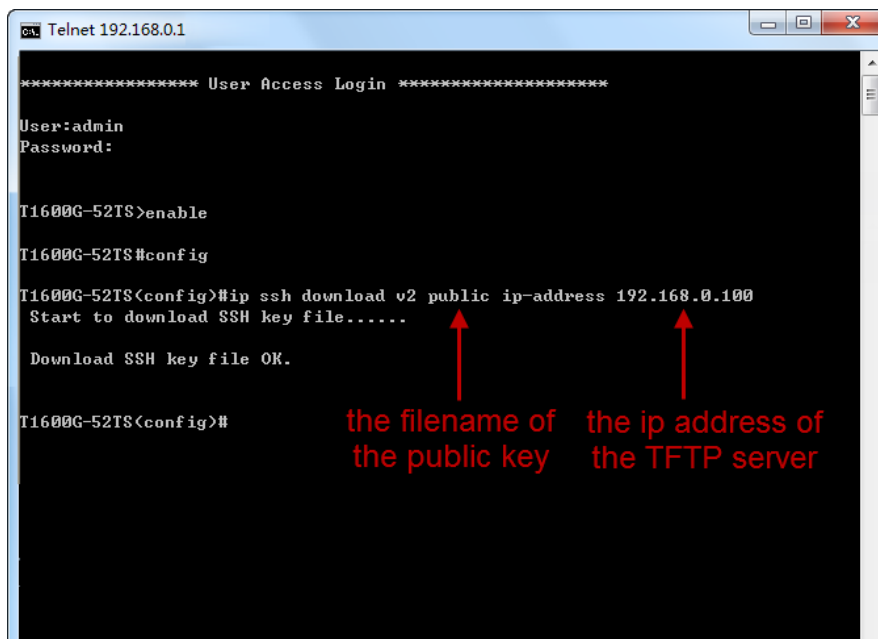 Telnet 192.168.0.1
***************** User Access Login ********************
User:admin
Password:
T1600G-52TS>enable
T1600G-52TS#config
T1600G-52TS(config)#ip ssh download v2 public ip-address 192.168.0.100
Start to download SSH key file......
Download SSH key file OK.
T1600G-52TS(config)#
the filename of
the public key
the ip address of
the TFTP server